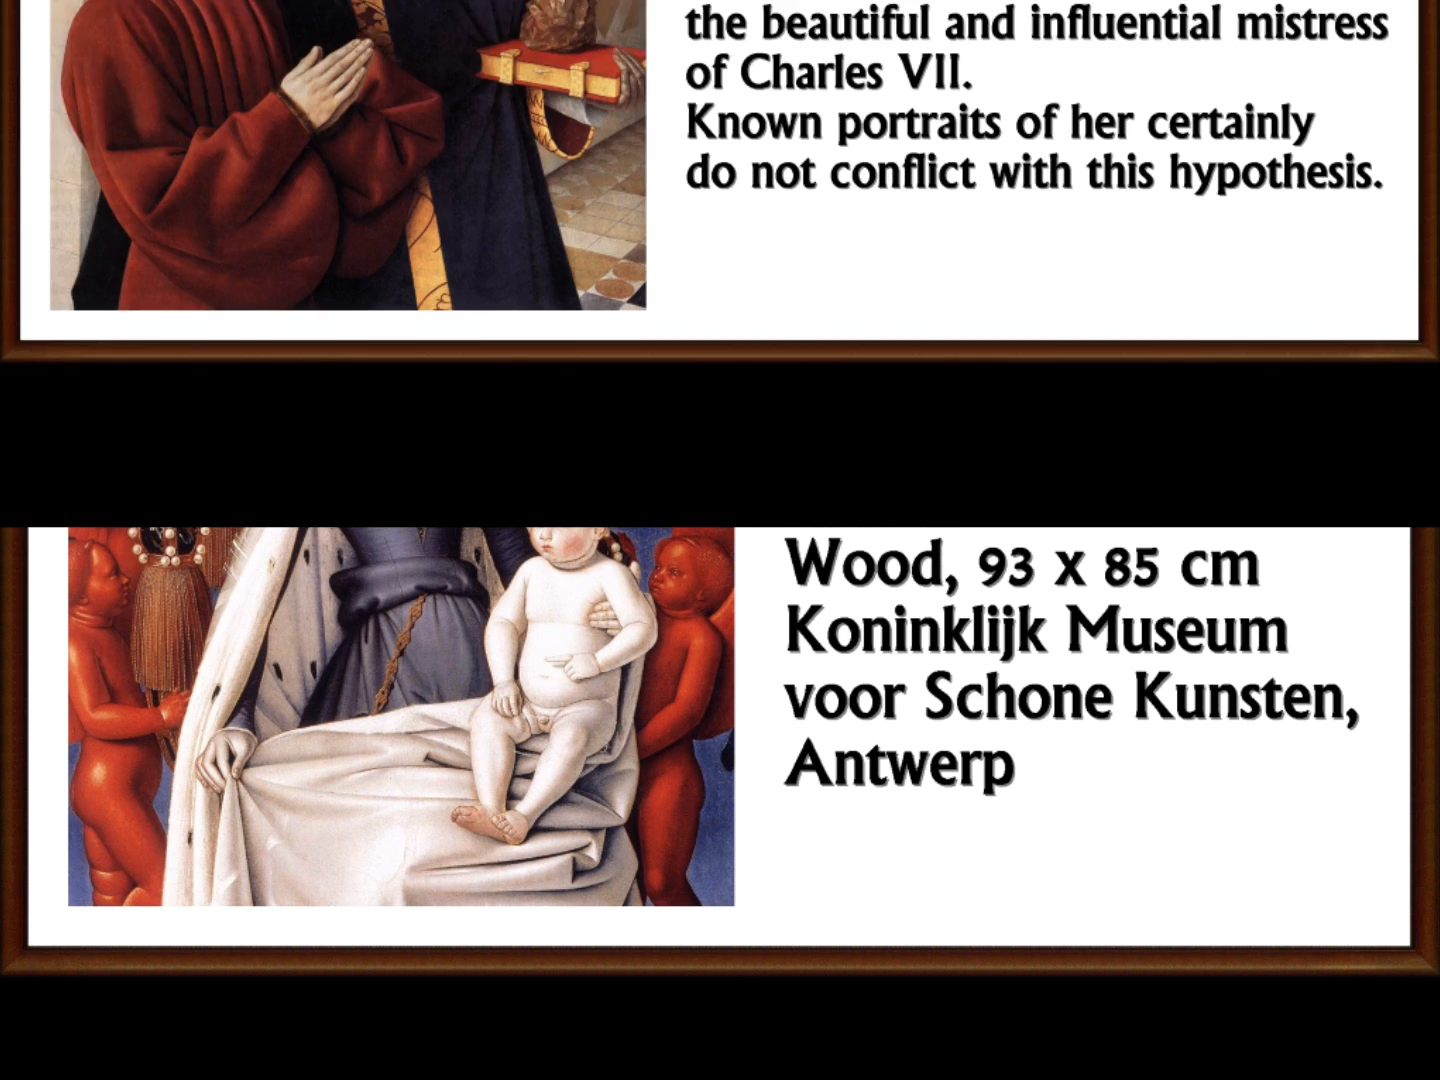 the beautiful and influential mistress
of Charles VII.
Known portraits of her certainly
do not conflict with this hypothesis.
Wood, 93 x 85 cm
Koninklijk Museum
voor Schone Kunsten,
Antwerp